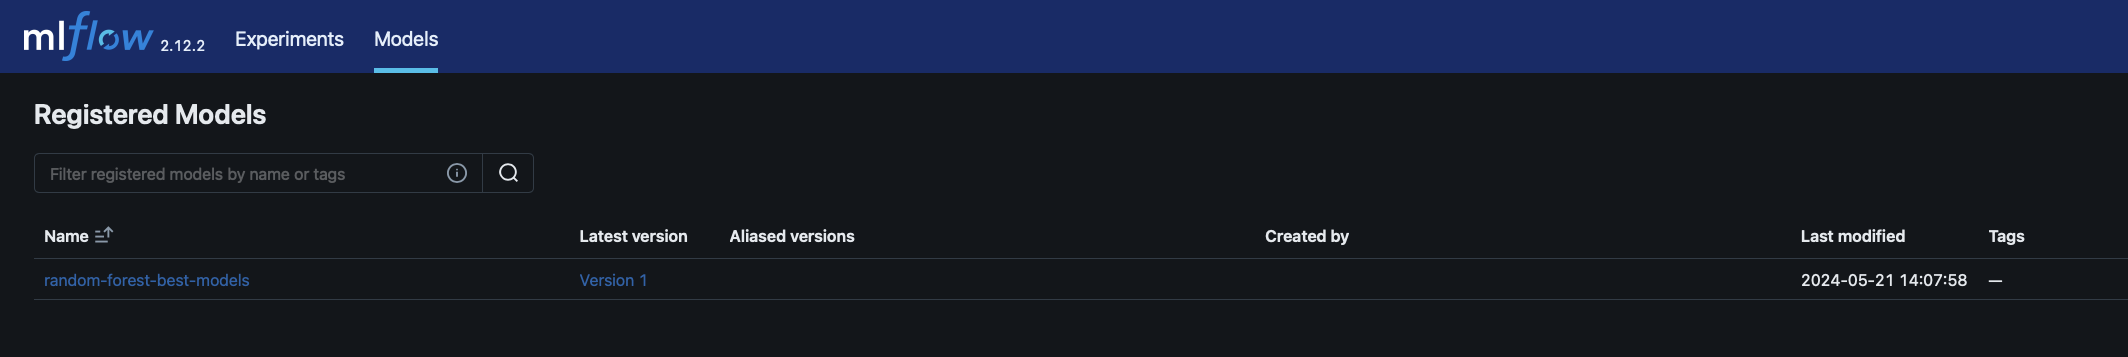 mlflow 2.12.2 Experiments Models
Registered Models
Filter registered models by name or tags
Name Latest version Aliased versions Created by Last modified Tags
random-forest-best-models Version 1 2024-05-21 14:07:58 —